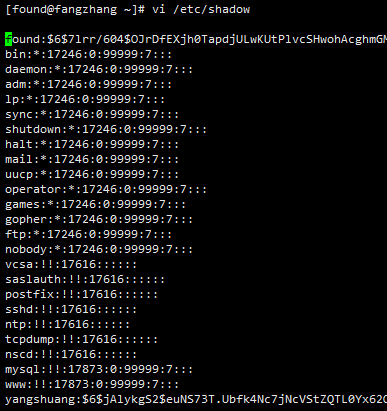 [found@fangzhang ~]# vi /etc/shadow
found:$6$7lrr/604$OJrDfEXjh0TapdjULwKUtPlvcSHwohAcghmGM
bin:*:17246:0:99999:7:::
daemon:*:17246:0:99999:7:::
adm:*:17246:0:99999:7:::
lp:*:17246:0:99999:7:::
sync:*:17246:0:99999:7:::
shutdown:*:17246:0:99999:7:::
halt:*:17246:0:99999:7:::
mail:*:17246:0:99999:7:::
uucp:*:17246:0:99999:7:::
operator:*:17246:0:99999:7:::
games:*:17246:0:99999:7:::
gopher:*:17246:0:99999:7:::
ftp:*:17246:0:99999:7:::
nobody:*:17246:0:99999:7:::
vcsa:!!:17616::::::
saslauth:!!:17616::::::
postfix:!!:17616::::::
sshd:!!:17616::::::
ntp:!!:17616::::::
tcpdump:!!:17616::::::
nscd:!!:17616::::::
mysql:!!:17873:0:99999:7:::
www:!!:17873:0:99999:7:::
yangshuang:$6$jAlykgS2$euNS73T.Ubfk4Nc7jNcVStZQTL0Yx62O